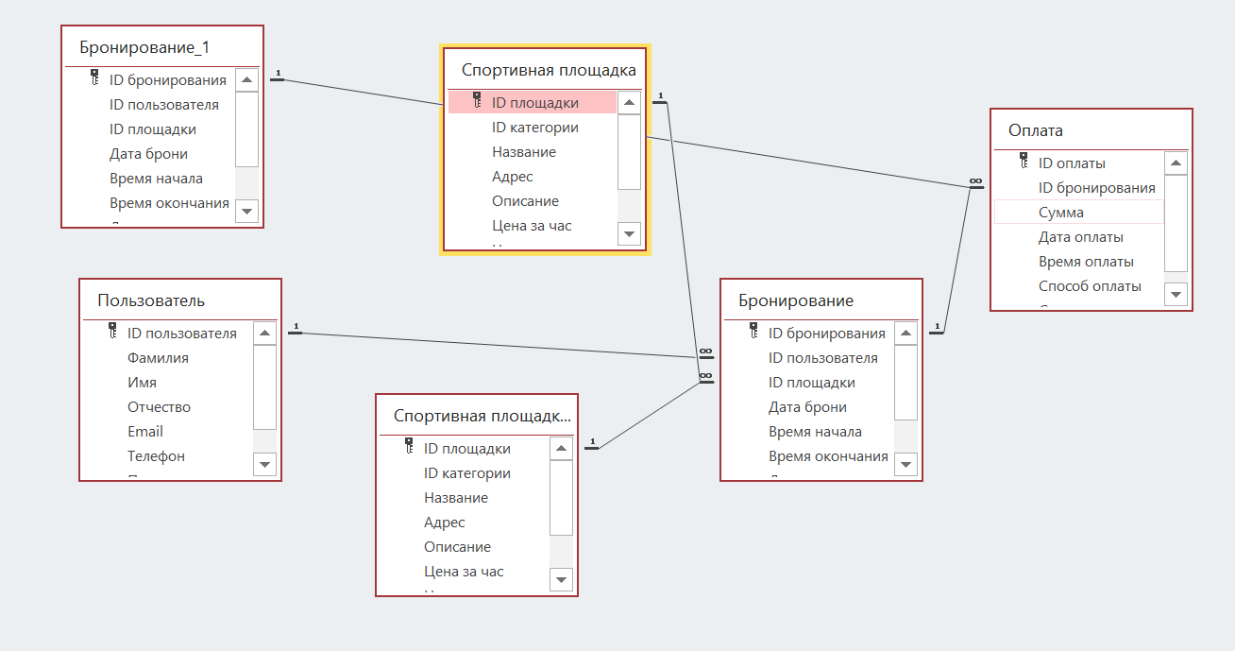 Бронирование_1
ID бронирования
ID пользователя
ID площадки
Дата брони
Время начала
Время окончания
1
Спортивная площадка
ID площадки
ID категории
Название
Адрес
Описание
Цена за час
1
Оплата
ID оплаты
ID бронирования
Сумма
Дата оплаты
Время оплаты
Способ оплаты
∞
Пользователь
ID пользователя
Фамилия
Имя
Отчество
Email
Телефон
1
Спортивная площадк...
ID площадки
ID категории
Название
Адрес
Описание
Цена за час
1
∞
∞
Бронирование
ID бронирования
ID пользователя
ID площадки
Дата брони
Время начала
Время окончания
1